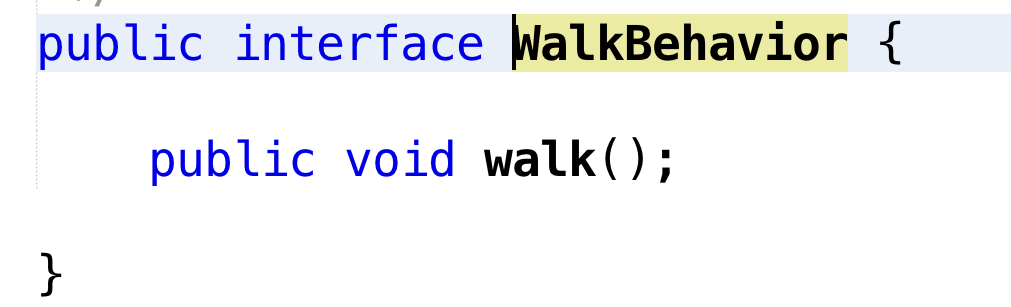 public interface WalkBehavior {
public void walk();
}